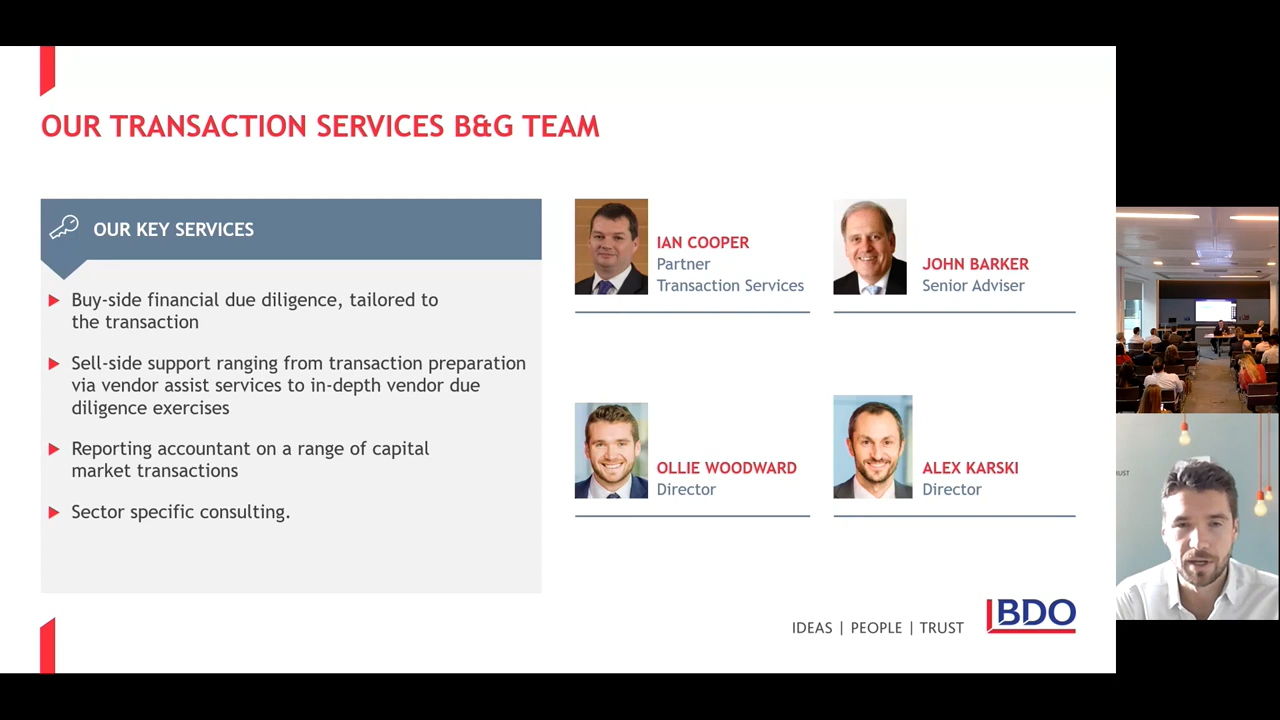 OUR TRANSACTION SERVICES B&G TEAM
OUR KEY SERVICES
Buy-side financial due diligence, tailored to
the transaction
Sell-side support ranging from transaction preparation
via vendor assist services to in-depth vendor due
diligence exercises
Reporting accountant on a range of capital
market transactions
Sector specific consulting.
IAN COOPER
Partner
Transaction Services
JOHN BARKER
Senior Adviser
OLLIE WOODWARD
Director
ALEX KARSKI
Director
IDEAS | PEOPLE | TRUST
BDO